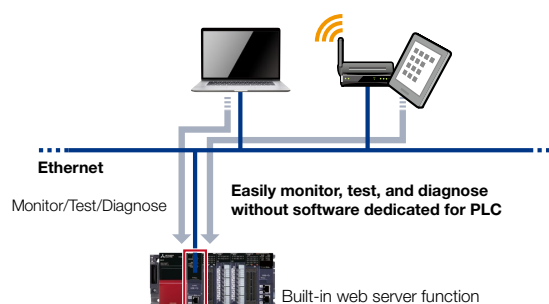 Ethernet
Monitor/Test/Diagnose
Easily monitor, test, and diagnose
without software dedicated for PLC
Built-in web server function